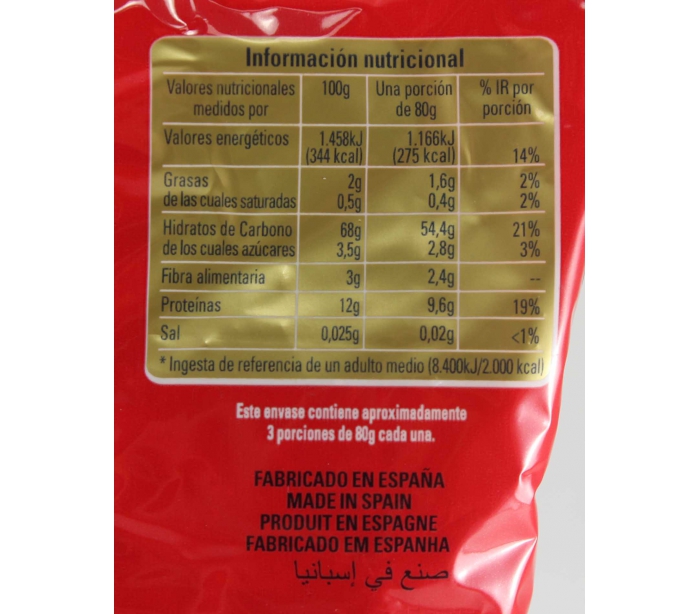 Información nutricional
Valores nutricionales medidos por 100g Una porción de 80g % IR por porción
Valores energéticos 1.458kJ (344 kcal) 1.166kJ (275 kcal) 14%
Grasas 2g 1,6g 2%
de las cuales saturadas 0,5g 0,4g 2%
Hidratos de Carbono 68g 54,4g 21%
de los cuales azúcares 3,5g 2,8g 3%
Fibra alimentaria 3g 2,4g --
Proteínas 12g 9,6g 19%
Sal 0,025g 0,02g <1%
* Ingesta de referencia de un adulto medio (8.400kJ/2.000 kcal)
Este envase contiene aproximadamente
3 porciones de 80g cada una.
FABRICADO EN ESPAÑA
MADE IN SPAIN
PRODUIT EN ESPAGNE
FABRICADO EM ESPANHA
صنع في إسبانيا